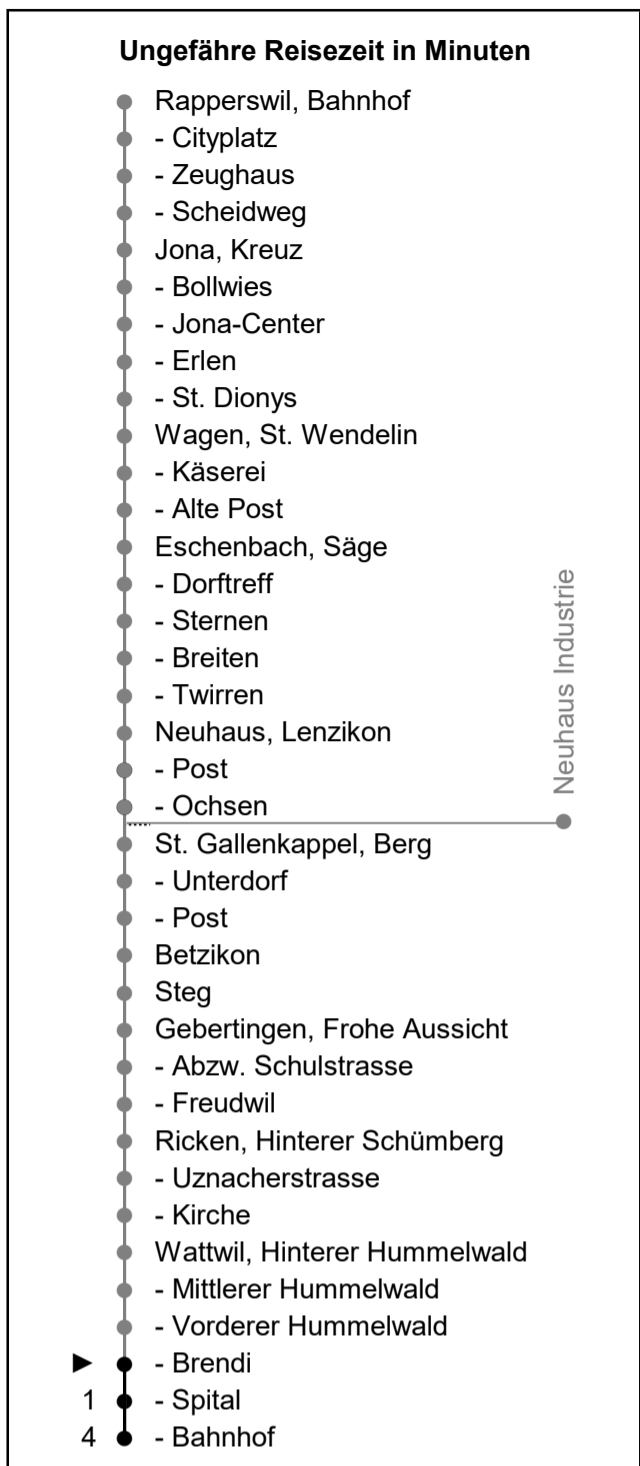 Ungefähre Reisezeit in Minuten
Rapperswil, Bahnhof
- Cityplatz
- Zeughaus
- Scheidweg
Jona, Kreuz
- Bollwies
- Jona-Center
- Erlen
- St. Dionys
Wagen, St. Wendelin
- Käserei
- Alte Post
Eschenbach, Säge
- Dorftreff
- Sternen
- Breiten
- Twirren
Neuhaus, Lenzikon
- Post
- Ochsen
Neuhaus Industrie
St. Gallenkappel, Berg
- Unterdorf
- Post
Betzikon
Steg
Gebertingen, Frohe Aussicht
- Abzw. Schulstrasse
- Freudwil
Ricken, Hinterer Schümberg
- Uznacherstrasse
- Kirche
Wattwil, Hinterer Hummelwald
- Mittlerer Hummelwald
- Vorderer Hummelwald
► - Brendi
1 - Spital
4 - Bahnhof